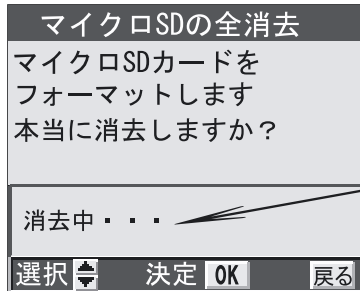 マイクロSDの全消去
マイクロSDカードを
フォーマットします
本当に消去しますか？
消去中・・・
選択 決定 OK 戻る